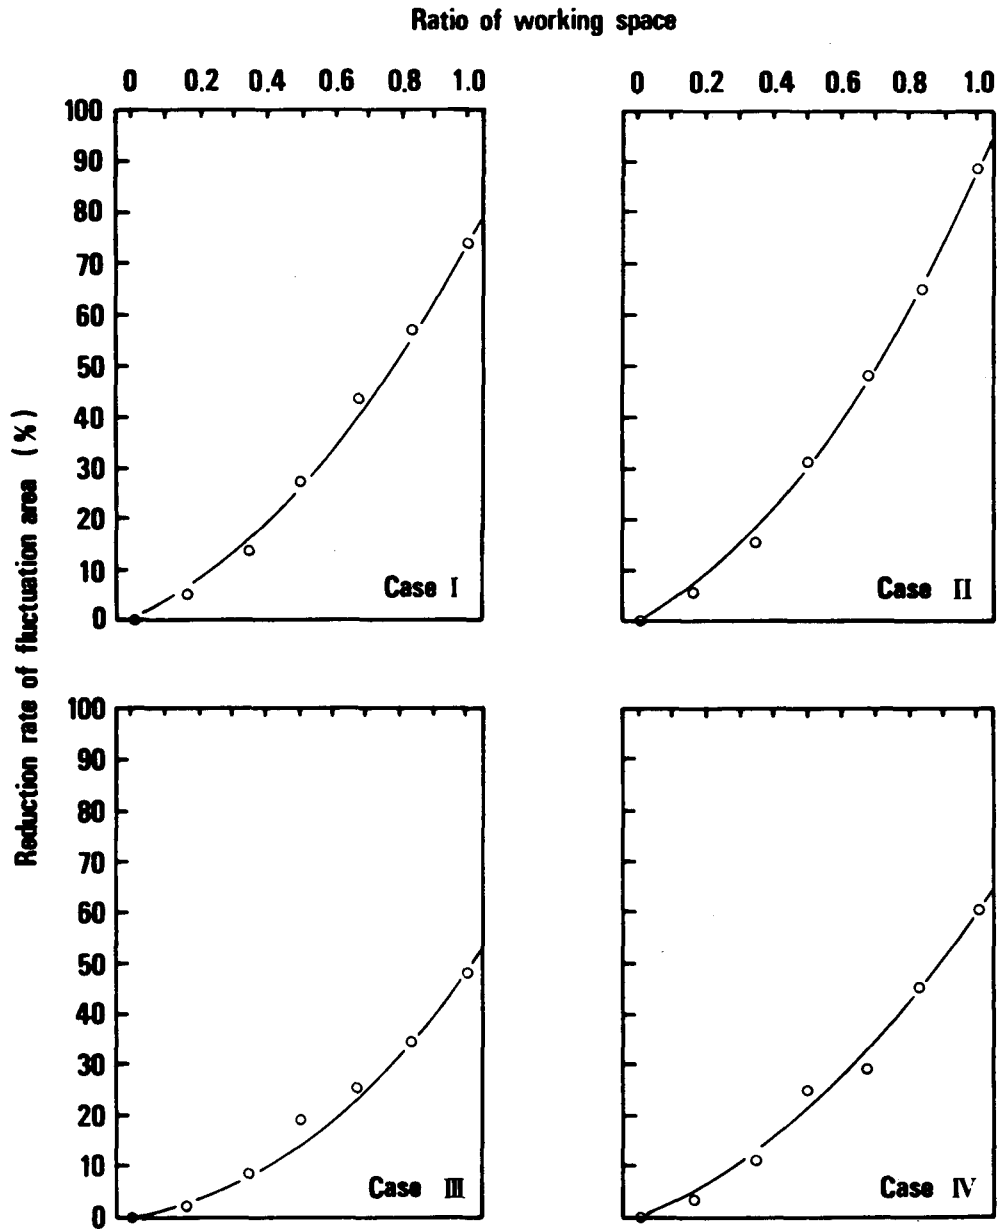 Ratio of working space
0 0.2 0.4 0.6 0.8 1.0
0 0.2 0.4 0.6 0.8 1.0
Reduction rate of fluctuation area (%)
100
90
80
70
60
50
40
30
20
10
0
Case I
Case II
100
90
80
70
60
50
40
30
20
10
0
Case III
Case IV